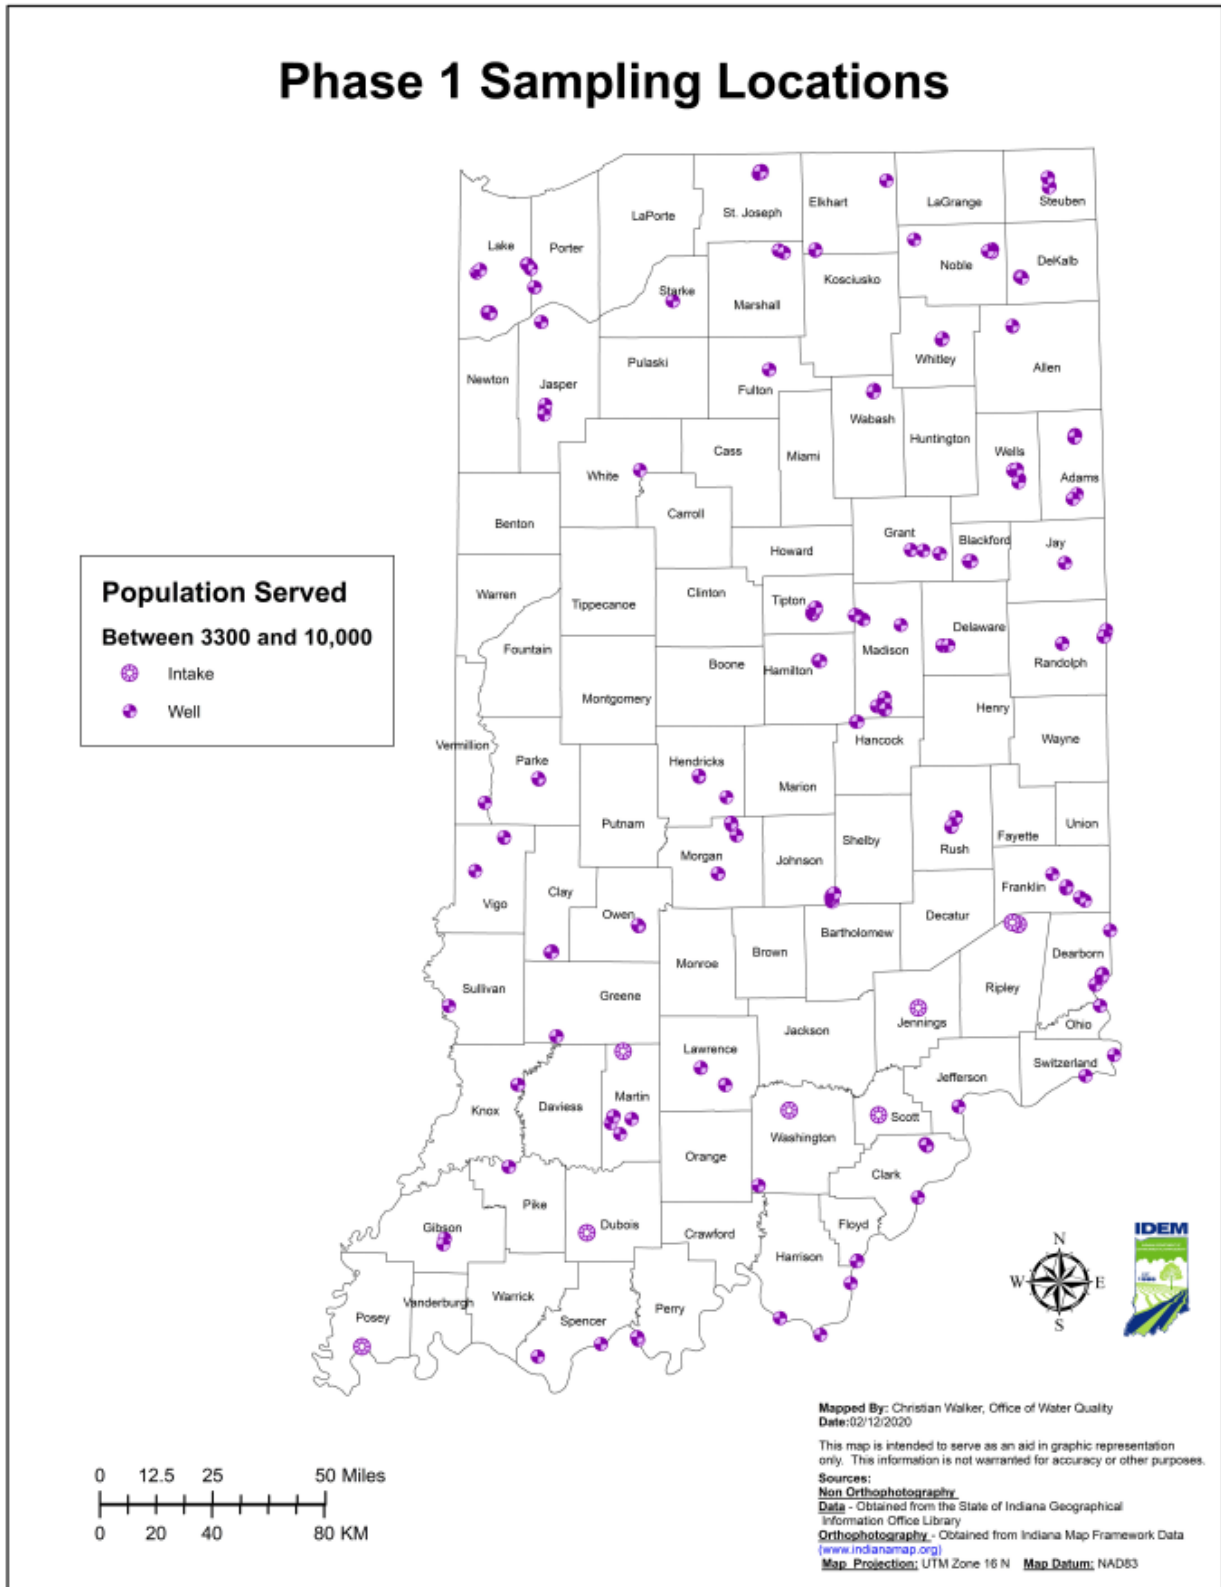 Phase 1 Sampling Locations
LaPorte
St. Joseph
Elkhart
LaGrange
Steuben
Lake
Porter
Noble
DeKalb
Kosciusko
Starke
Marshall
Whitley
Allen
Newton
Jasper
Pulaski
Fulton
Wabash
Huntington
Wells
Adams
White
Cass
Miami
Carroll
Benton
Grant
Blackford
Jay
Howard
Warren
Tippecanoe
Clinton
Tipton
Delaware
Randolph
Fountain
Boone
Hamilton
Madison
Montgomery
Henry
Vermillion
Parke
Hendricks
Hancock
Wayne
Marion
Putnam
Shelby
Rush
Fayette
Union
Morgan
Johnson
Franklin
Vigo
Clay
Owen
Decatur
Bartholomew
Monroe
Brown
Dearborn
Sullivan
Greene
Ripley
Jennings
Jackson
Ohio
Lawrence
Switzerland
Jefferson
Knox
Daviess
Martin
Scott
Washington
Orange
Clark
Pike
Gibson
Dubois
Crawford
Floyd
Harrison
Posey
Vanderburgh
Warrick
Spencer
Perry
Population Served
Between 3300 and 10,000
Intake
Well
N
W E
S
IDEM
0 12.5 25 50 Miles
0 20 40 80 KM
Mapped By: Christian Walker, Office of Water Quality
Date:02/12/2020
This map is intended to serve as an aid in graphic representation
only. This information is not warranted for accuracy or other purposes.
Sources:
Non Orthophotography
Data - Obtained from the State of Indiana Geographical
Information Office Library
Orthophotography - Obtained from Indiana Map Framework Data
(www.indianamap.org)
Map Projection: UTM Zone 16 N Map Datum: NAD83